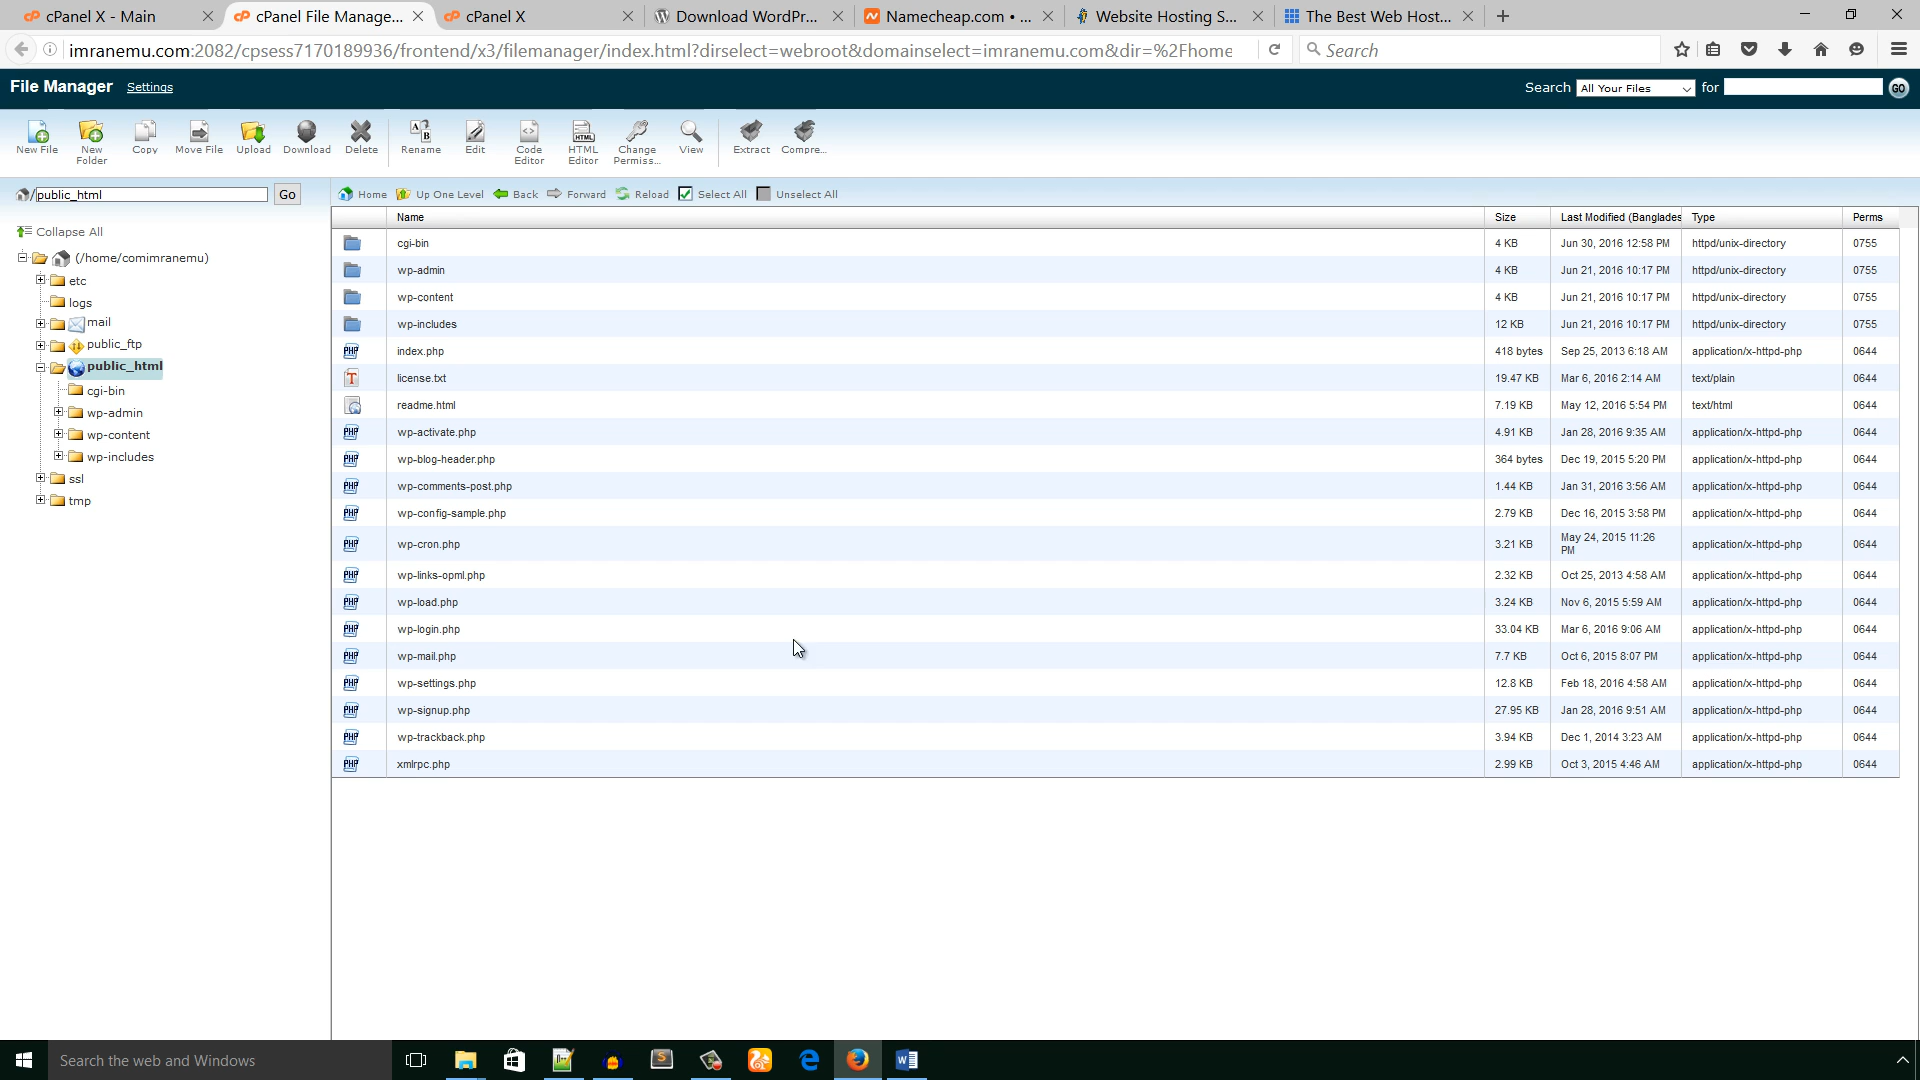 cPanel X - Main
cPanel File Manage...
cPanel X
Download WordPr...
Namecheap.com • ...
Website Hosting S...
The Best Web Host...
imranemu.com:2082/cpsess7170189936/frontend/x3/filemanager/index.html?dirselect=webroot&domainselect=imranemu.com&dir=%2Fhome
Search
File Manager Settings
Search All Your Files for GO
New File
New Folder
Copy
Move File
Upload
Download
Delete
Rename
Edit
Code Editor
HTML Editor
Change Permiss...
View
Extract
Compre...
/public_html Go
Home Up One Level Back Forward Reload Select All Unselect All
Collapse All
(/home/comimranemu)
etc
logs
mail
public_ftp
public_html
cgi-bin
wp-admin
wp-content
wp-includes
ssl
tmp
Name Size Last Modified (Banglades Type Perms
cgi-bin 4 KB Jun 30, 2016 12:58 PM httpd/unix-directory 0755
wp-admin 4 KB Jun 21, 2016 10:17 PM httpd/unix-directory 0755
wp-content 4 KB Jun 21, 2016 10:17 PM httpd/unix-directory 0755
wp-includes 12 KB Jun 21, 2016 10:17 PM httpd/unix-directory 0755
PHP index.php 418 bytes Sep 25, 2013 6:18 AM application/x-httpd-php 0644
T license.txt 19.47 KB Mar 6, 2016 2:14 AM text/plain 0644
readme.html 7.19 KB May 12, 2016 5:54 PM text/html 0644
PHP wp-activate.php 4.91 KB Jan 28, 2016 9:35 AM application/x-httpd-php 0644
PHP wp-blog-header.php 364 bytes Dec 19, 2015 5:20 PM application/x-httpd-php 0644
PHP wp-comments-post.php 1.44 KB Jan 31, 2016 3:56 AM application/x-httpd-php 0644
PHP wp-config-sample.php 2.79 KB Dec 16, 2015 3:58 PM application/x-httpd-php 0644
PHP wp-cron.php 3.21 KB May 24, 2015 11:26 PM application/x-httpd-php 0644
PHP wp-links-opml.php 2.32 KB Oct 25, 2013 4:58 AM application/x-httpd-php 0644
PHP wp-load.php 3.24 KB Nov 6, 2015 5:59 AM application/x-httpd-php 0644
PHP wp-login.php 33.04 KB Mar 6, 2016 9:06 AM application/x-httpd-php 0644
PHP wp-mail.php 7.7 KB Oct 6, 2015 8:07 PM application/x-httpd-php 0644
PHP wp-settings.php 12.8 KB Feb 18, 2016 4:58 AM application/x-httpd-php 0644
PHP wp-signup.php 27.95 KB Jan 28, 2016 9:51 AM application/x-httpd-php 0644
PHP wp-trackback.php 3.94 KB Dec 1, 2014 3:23 AM application/x-httpd-php 0644
PHP xmlrpc.php 2.99 KB Oct 3, 2015 4:46 AM application/x-httpd-php 0644
Search the web and Windows